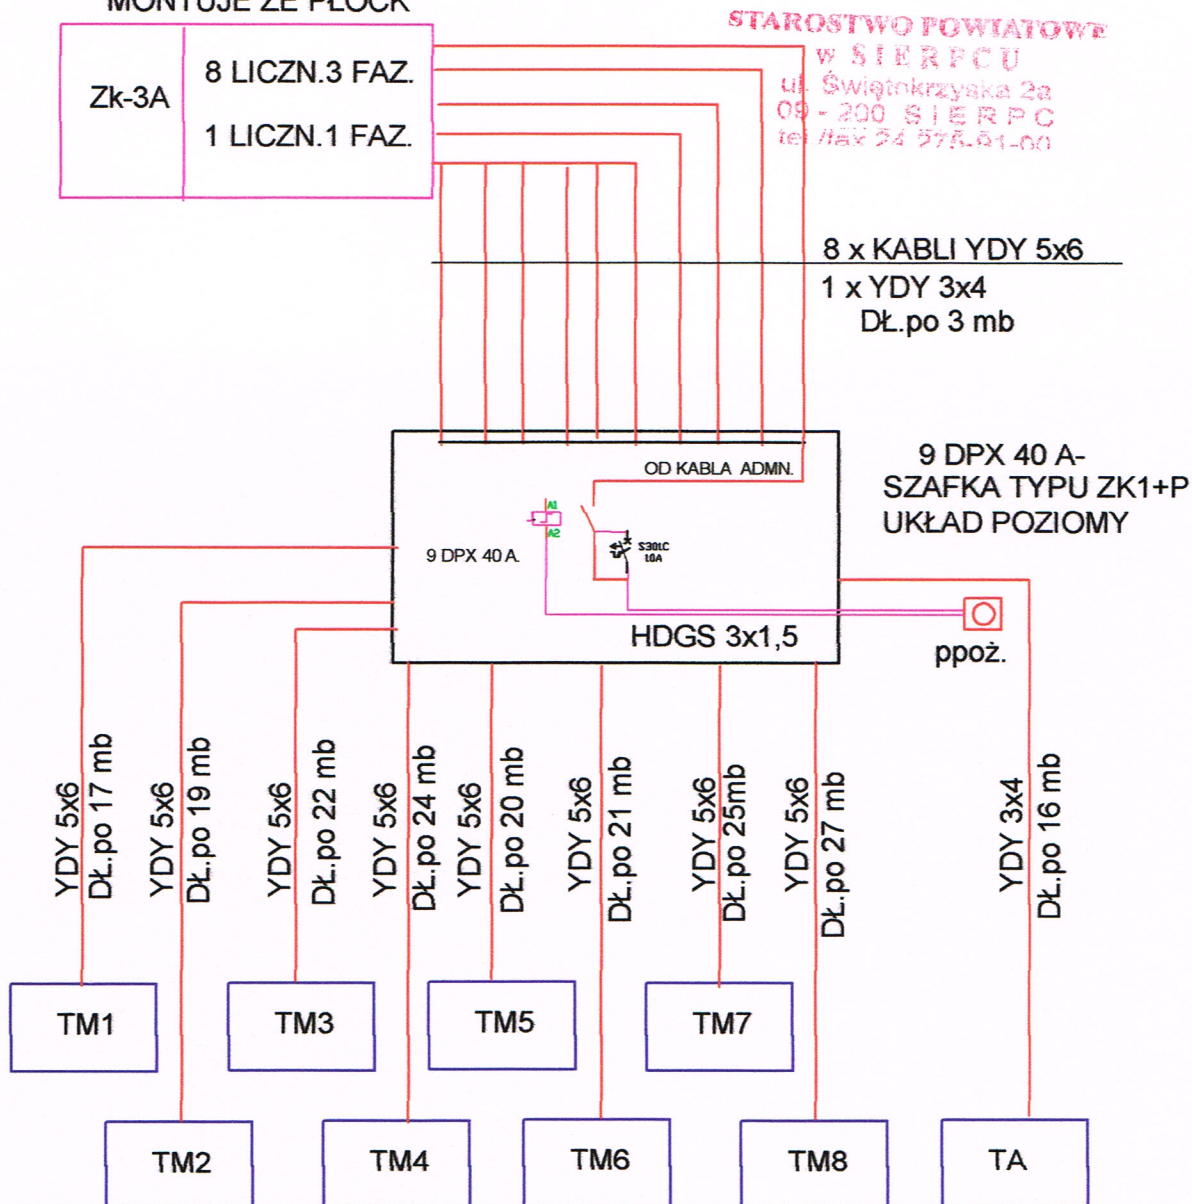 MONTUJE ZE PŁOCK
STAROSTWO POWIATOWE
w SIERPCU
ul. Świętokrzyska 2a
09 - 200 SIERPC
tel./fax 24 275-91-00
Zk-3A
8 LICZN.3 FAZ.
1 LICZN.1 FAZ.
8 x KABLI YDY 5x6
1 x YDY 3x4
DŁ.po 3 mb
OD KABLA ADMN.
9 DPX 40 A-
SZAFKA TYPU ZK1+P
UKŁAD POZIOMY
A1
A2
9 DPX 40 A.
S301C
10A
HDGS 3x1,5
ppoż.
YDY 5x6
DŁ.po 17 mb
YDY 5x6
DŁ.po 19 mb
YDY 5x6
DŁ.po 22 mb
YDY 5x6
DŁ.po 24 mb
YDY 5x6
DŁ.po 20 mb
YDY 5x6
DŁ.po 21 mb
YDY 5x6
DŁ.po 25mb
YDY 5x6
DŁ.po 27 mb
YDY 3x4
DŁ.po 16 mb
TM1
TM3
TM5
TM7
TM2
TM4
TM6
TM8
TA